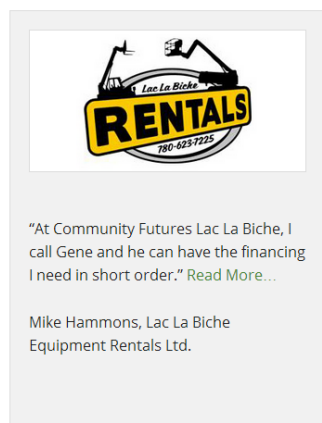 Lac La Biche
RENTALS
780-623-7225
“At Community Futures Lac La Biche, I
call Gene and he can have the financing
I need in short order.” Read More...
Mike Hammons, Lac La Biche
Equipment Rentals Ltd.